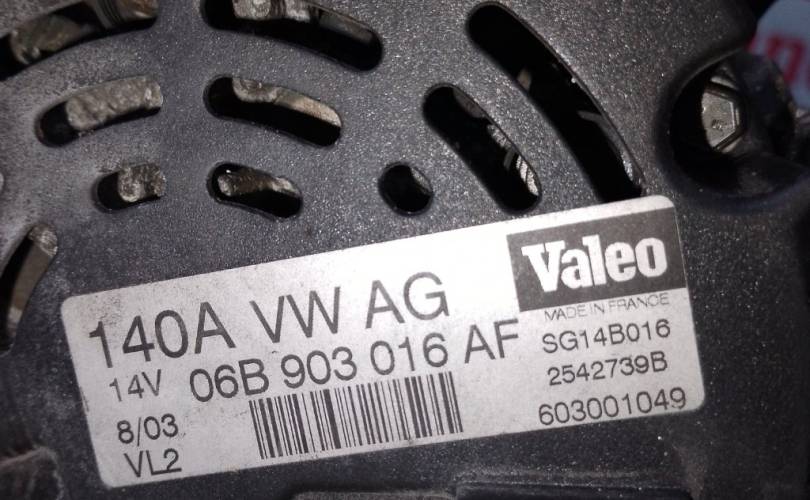 140A VW AG
14V 06B 903 016 AF
8/03
VL2
Valeo
MADE IN FRANCE
SG14B016
2542739B
603001049